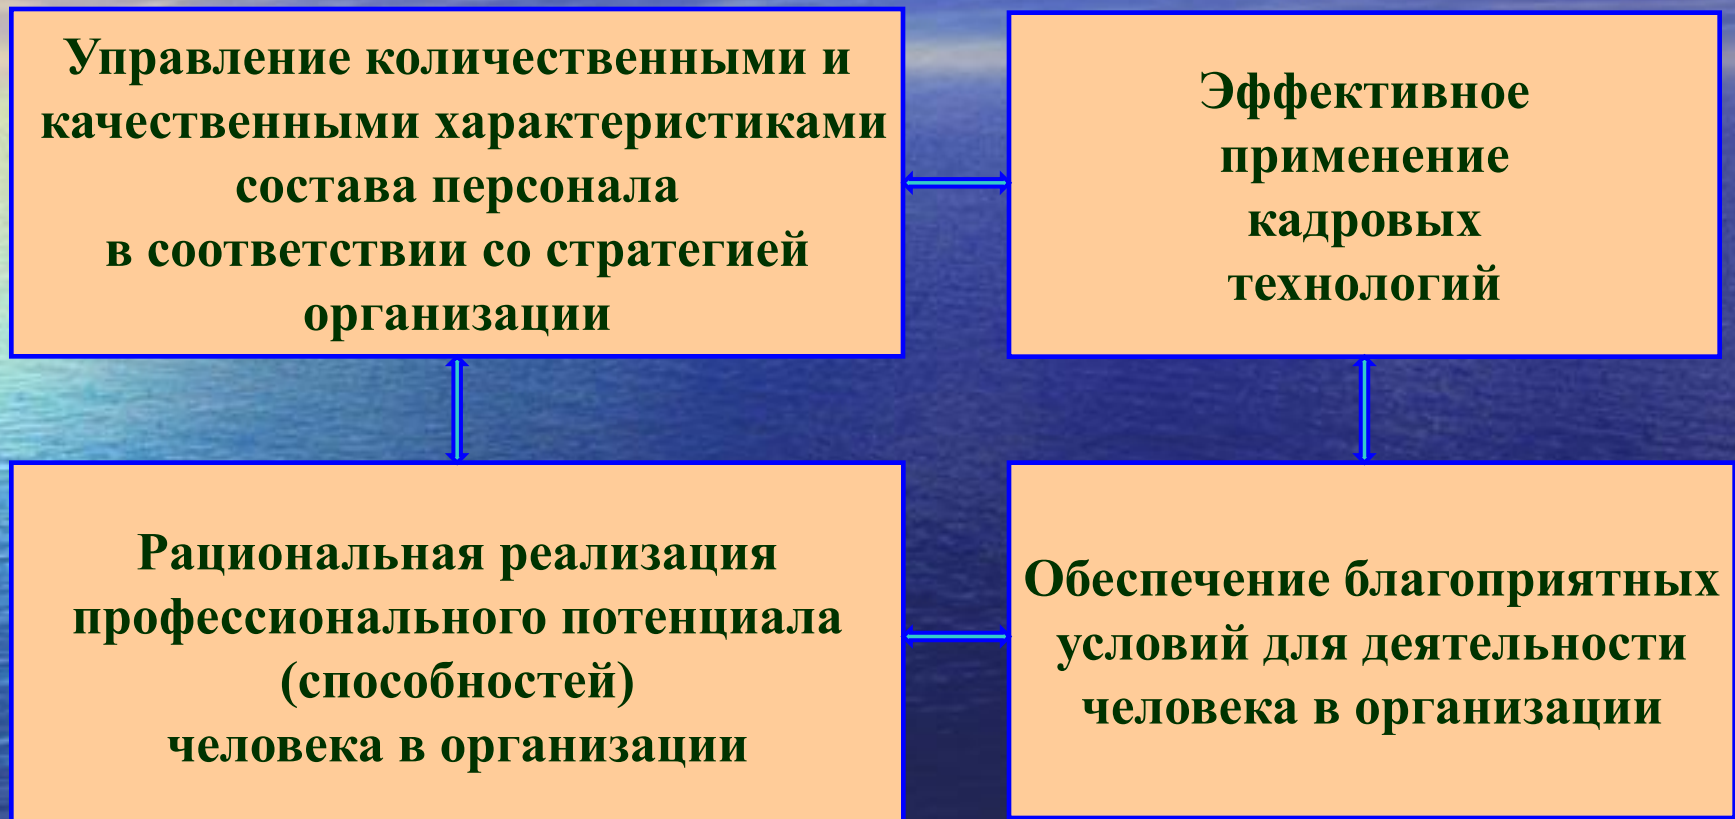 Управление количественными и
качественными характеристиками
состава персонала
в соответствии со стратегией
организации
Эффективное
применение
кадровых
технологий
Рациональная реализация
профессионального потенциала
(способностей)
человека в организации
Обеспечение благоприятных
условий для деятельности
человека в организации